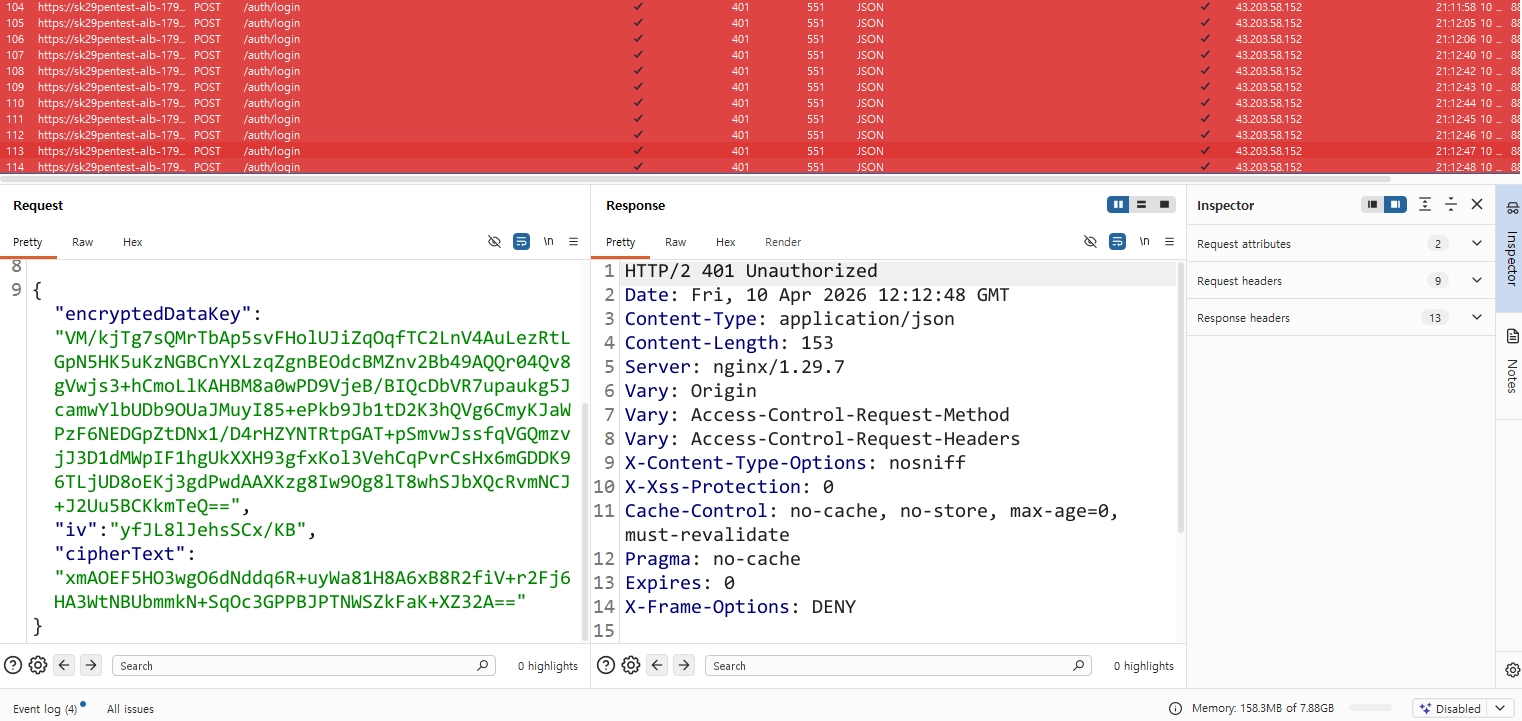 104 https://sk29pentest-alb-179... POST /auth/login ✓ 401 551 JSON ✓ 43.203.58.152 21:11:58 10 ... 88
105 https://sk29pentest-alb-179... POST /auth/login ✓ 401 551 JSON ✓ 43.203.58.152 21:12:05 10 ... 88
106 https://sk29pentest-alb-179... POST /auth/login ✓ 401 551 JSON ✓ 43.203.58.152 21:12:06 10 ... 88
107 https://sk29pentest-alb-179... POST /auth/login ✓ 401 551 JSON ✓ 43.203.58.152 21:12:40 10 ... 88
108 https://sk29pentest-alb-179... POST /auth/login ✓ 401 551 JSON ✓ 43.203.58.152 21:12:42 10 ... 88
109 https://sk29pentest-alb-179... POST /auth/login ✓ 401 551 JSON ✓ 43.203.58.152 21:12:43 10 ... 88
110 https://sk29pentest-alb-179... POST /auth/login ✓ 401 551 JSON ✓ 43.203.58.152 21:12:44 10 ... 88
111 https://sk29pentest-alb-179... POST /auth/login ✓ 401 551 JSON ✓ 43.203.58.152 21:12:45 10 ... 88
112 https://sk29pentest-alb-179... POST /auth/login ✓ 401 551 JSON ✓ 43.203.58.152 21:12:46 10 ... 88
113 https://sk29pentest-alb-179... POST /auth/login ✓ 401 551 JSON ✓ 43.203.58.152 21:12:47 10 ... 88
114 https://sk29pentest-alb-179... POST /auth/login ✓ 401 551 JSON ✓ 43.203.58.152 21:12:48 10 ... 88
Request
Pretty Raw Hex \n
8
9 {
"encryptedDataKey":
"VM/kjTg7sQMrTbAp5svFHolUJiZqOqfTC2LnV4AuLezRtL
GpN5HK5uKzNGBCnYXLzqZgnBEOdcBMZnv2Bb49AQQr04Qv8
gVwjs3+hCmoLlKAHBM8a0wPD9VjeB/BIQcDbVR7upaukg5J
camwYlbUDb9OUaJMuyI85+ePkb9Jb1tD2K3hQVg6CmyKJaW
PzF6NEDGpZtDNx1/D4rHZYNTRtpGAT+pSmvwJssfqVGQmzv
jJ3D1dMWpIF1hgUkXXH93gfxKol3VehCqPvrCsHx6mGDDK9
6TLjUD8oEKj3gdPwdAAXKzg8Iw9Og8lT8whSJbXQcRvmNCJ
+J2Uu5BCKkmTeQ==",
"iv":"yfJL8lJehsSCx/KB",
"cipherText":
"xmAOEF5HO3wgO6dNddq6R+uyWa81H8A6xB8R2fiV+r2Fj6
HA3WtNBUbmmkN+SqOc3GPPBJPTNWSZkFaK+XZ32A=="
}
Search
0 highlights
Response
Pretty Raw Hex Render \n
1 HTTP/2 401 Unauthorized
2 Date: Fri, 10 Apr 2026 12:12:48 GMT
3 Content-Type: application/json
4 Content-Length: 153
5 Server: nginx/1.29.7
6 Vary: Origin
7 Vary: Access-Control-Request-Method
8 Vary: Access-Control-Request-Headers
9 X-Content-Type-Options: nosniff
10 X-Xss-Protection: 0
11 Cache-Control: no-cache, no-store, max-age=0,
must-revalidate
12 Pragma: no-cache
13 Expires: 0
14 X-Frame-Options: DENY
15
Search
0 highlights
Inspector
Request attributes 2
Request headers 9
Response headers 13
Inspector
Notes
Event log (4) All issues
Memory: 158.3MB of 7.88GB
Disabled